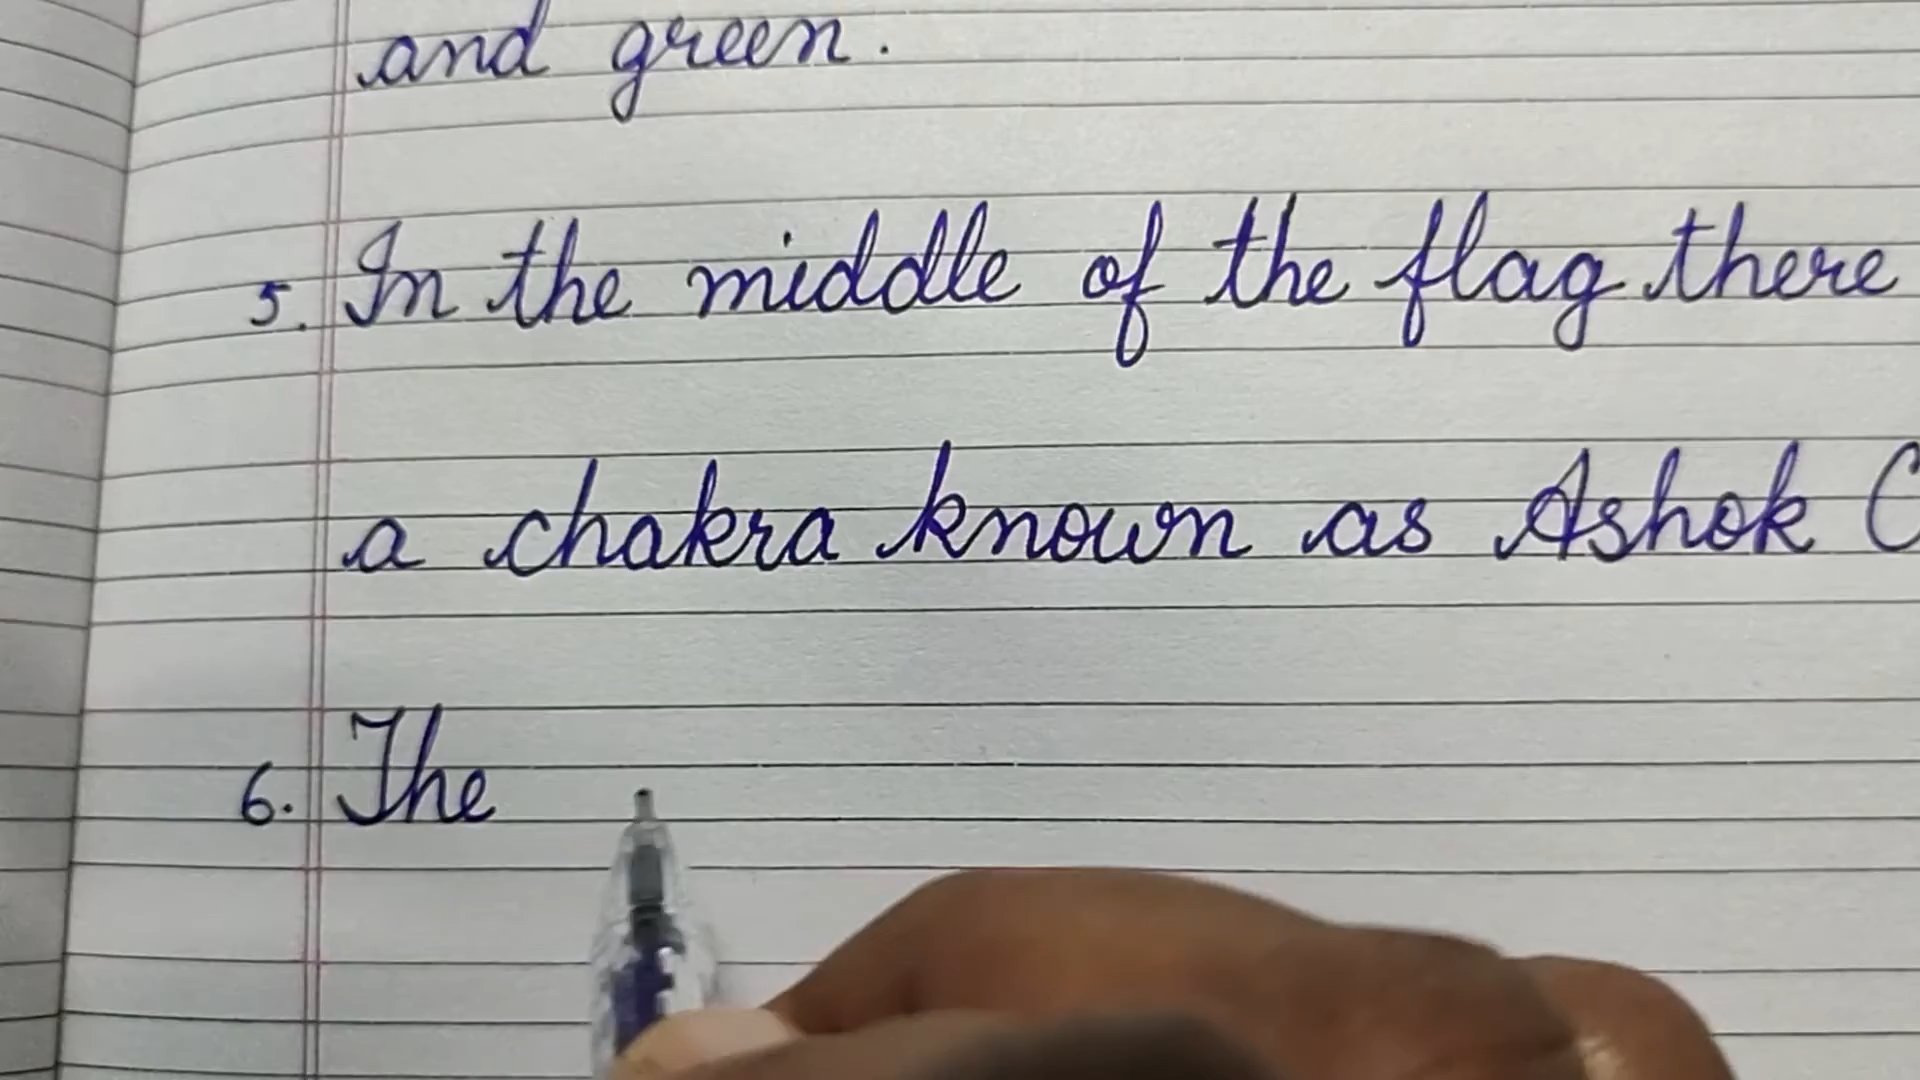 and green.
5. In the middle of the flag there
a chakra known as Ashok C
6. The